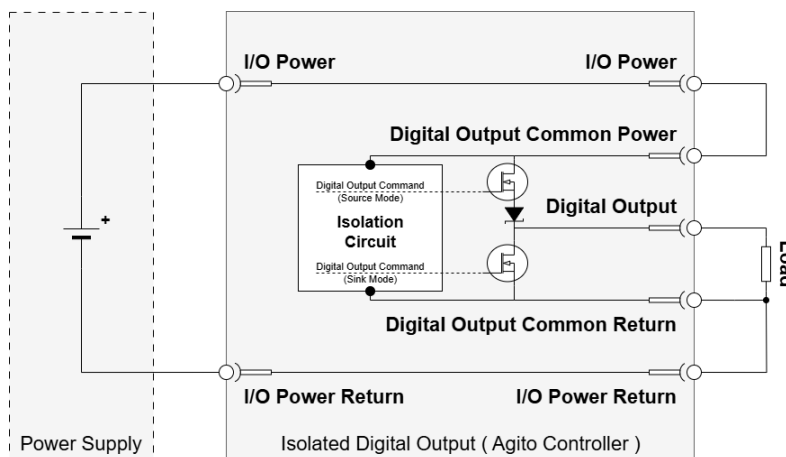 I/O Power
I/O Power
Digital Output Common Power
Digital Output Command
(Source Mode)
Isolation
Circuit
Digital Output
Digital Output Command
(Sink Mode)
+
Load
Digital Output Common Return
I/O Power Return
I/O Power Return
Power Supply
Isolated Digital Output ( Agito Controller )